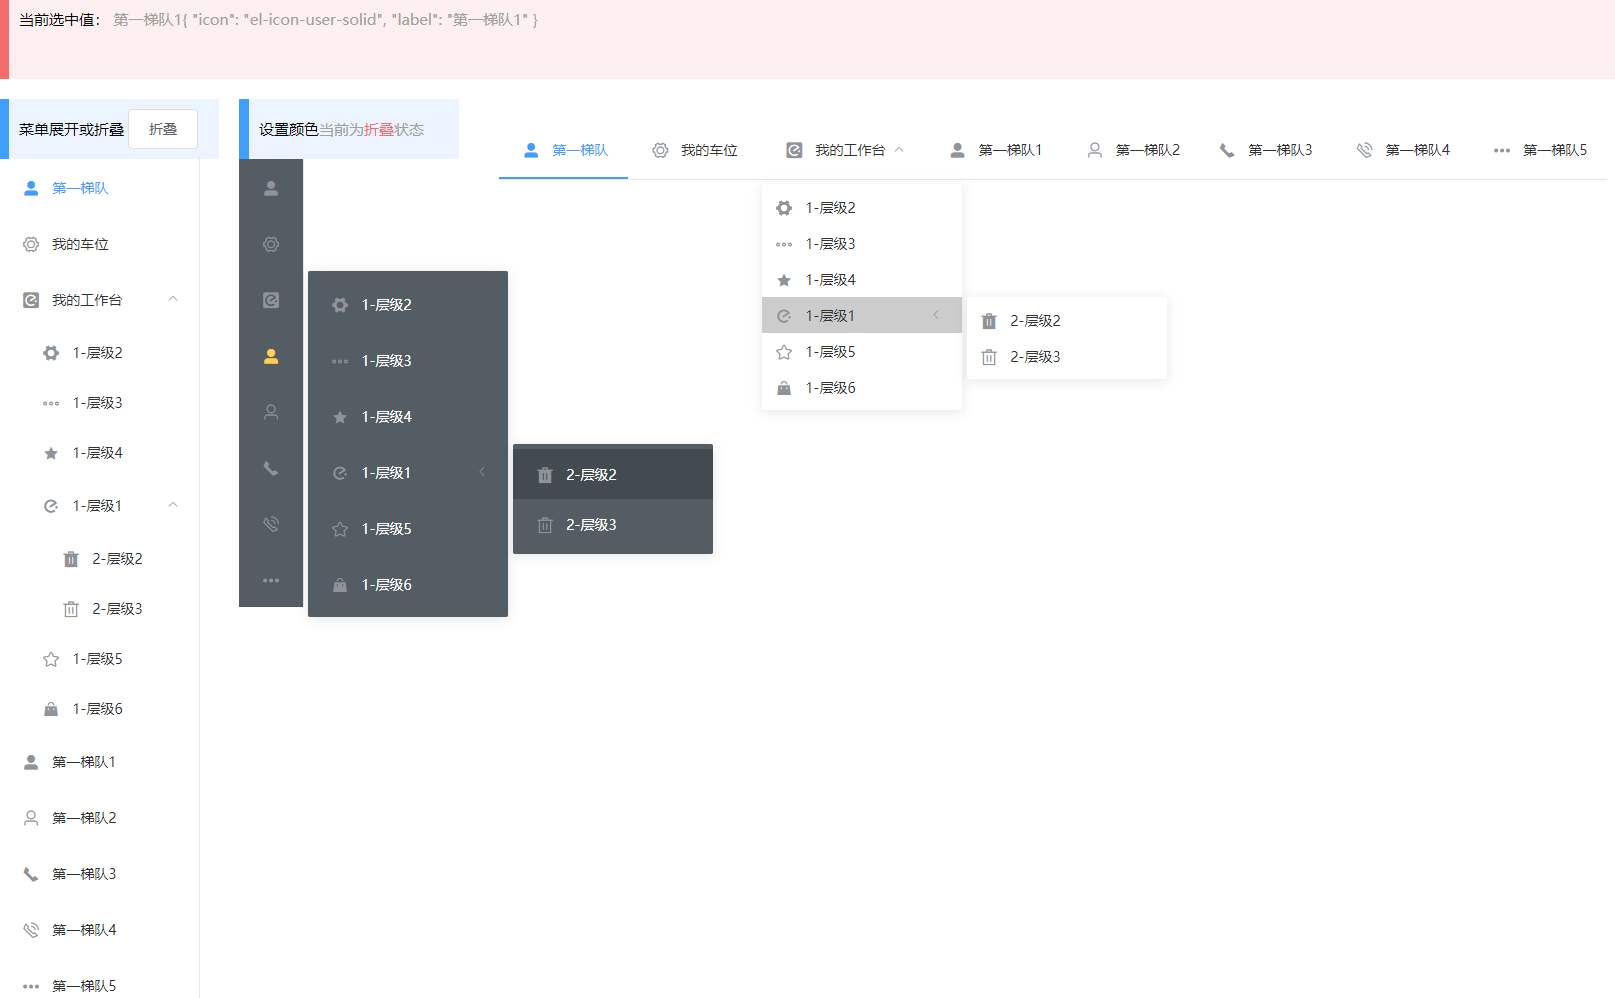 当前选中值： 第一梯队1{ "icon": "el-icon-user-solid", "label": "第一梯队1" }
菜单展开或折叠 折叠
第一梯队
我的车位
我的工作台
1-层级2
1-层级3
1-层级4
1-层级1
2-层级2
2-层级3
1-层级5
1-层级6
第一梯队1
第一梯队2
第一梯队3
第一梯队4
第一梯队5
设置颜色当前为折叠状态
1-层级2
1-层级3
1-层级4
1-层级1
1-层级5
1-层级6
2-层级2
2-层级3
第一梯队 我的车位 我的工作台 第一梯队1 第一梯队2 第一梯队3 第一梯队4 第一梯队5
1-层级2
1-层级3
1-层级4
1-层级1
1-层级5
1-层级6
2-层级2
2-层级3